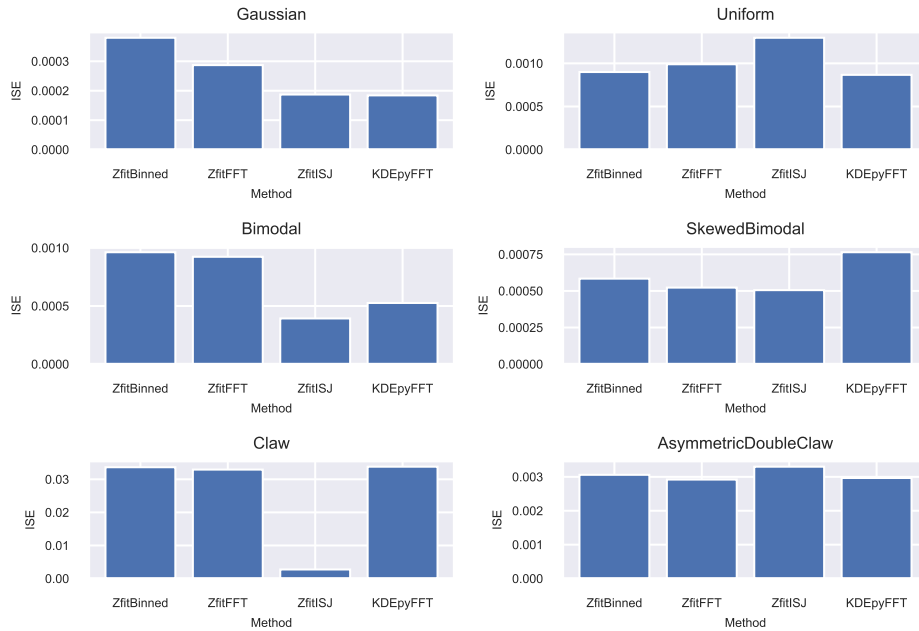 Gaussian
ISE
0.0003
0.0002
0.0001
0.0000
ZfitBinned ZfitFFT ZfitISJ KDEpyFFT
Method
Uniform
ISE
0.0010
0.0005
0.0000
ZfitBinned ZfitFFT ZfitISJ KDEpyFFT
Method
Bimodal
ISE
0.0010
0.0005
0.0000
ZfitBinned ZfitFFT ZfitISJ KDEpyFFT
Method
SkewedBimodal
ISE
0.00075
0.00050
0.00025
0.00000
ZfitBinned ZfitFFT ZfitISJ KDEpyFFT
Method
Claw
ISE
0.03
0.02
0.01
0.00
ZfitBinned ZfitFFT ZfitISJ KDEpyFFT
Method
AsymmetricDoubleClaw
ISE
0.003
0.002
0.001
0.000
ZfitBinned ZfitFFT ZfitISJ KDEpyFFT
Method